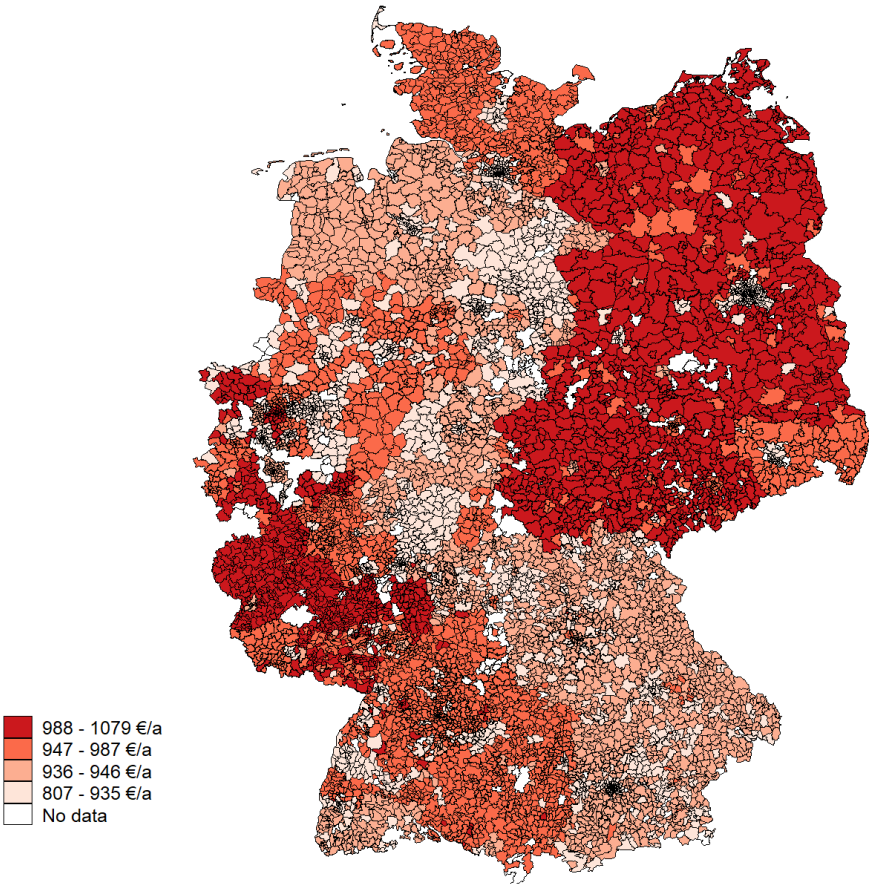 988 - 1079 €/a
947 - 987 €/a
936 - 946 €/a
807 - 935 €/a
No data